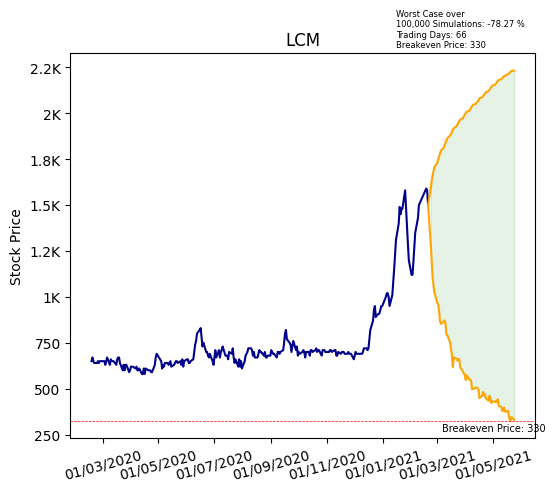 Worst Case over
100,000 Simulations: -78.27 %
Trading Days: 66
Breakeven Price: 330
LCM
2.2K
2K
1.8K
1.5K
1.2K
1K
750
500
250
Stock Price
Breakeven Price: 330
01/03/2020 01/05/2020 01/07/2020 01/09/2020 01/11/2020 01/01/2021 01/03/2021 01/05/2021